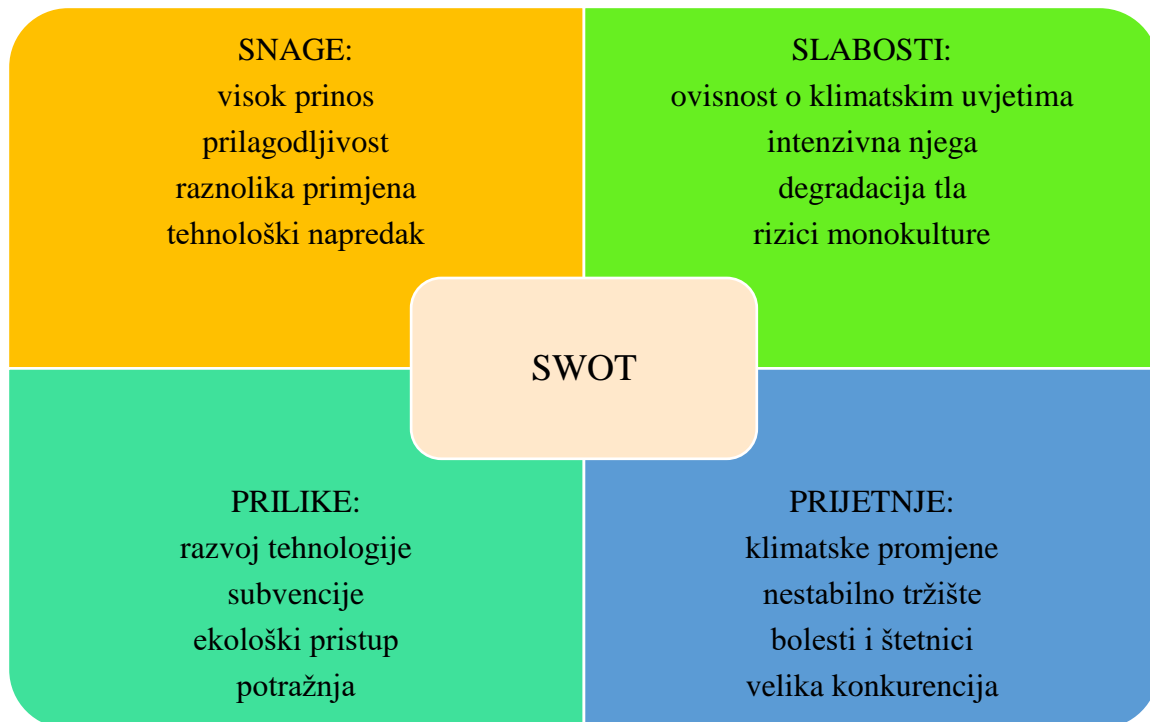 SNAGE:
visok prinos
prilagodljivost
raznolika primjena
tehnološki napredak
SLABOSTI:
ovisnost o klimatskim uvjetima
intenzivna njega
degradacija tla
rizici monokulture
SWOT
PRILIKE:
razvoj tehnologije
subvencije
ekološki pristup
potražnja
PRIJETNJE:
klimatske promjene
nestabilno tržište
bolesti i štetnici
velika konkurencija